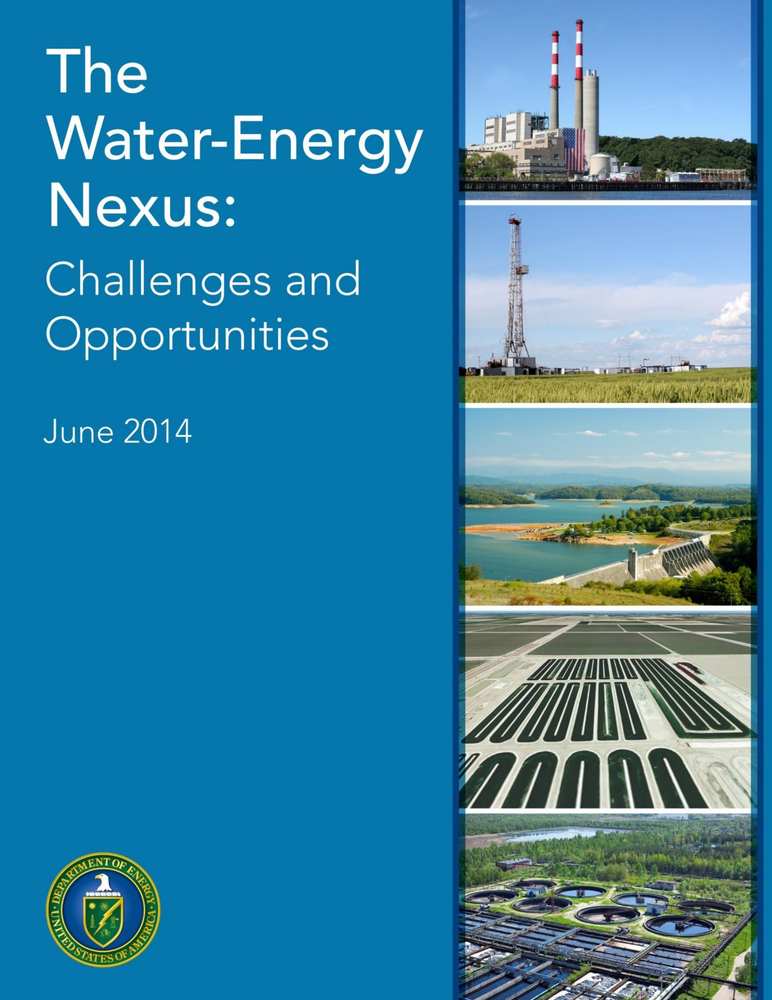 The
Water-Energy
Nexus:
Challenges and
Opportunities
June 2014
DEPARTMENT OF ENERGY
UNITED STATES OF AMERICA